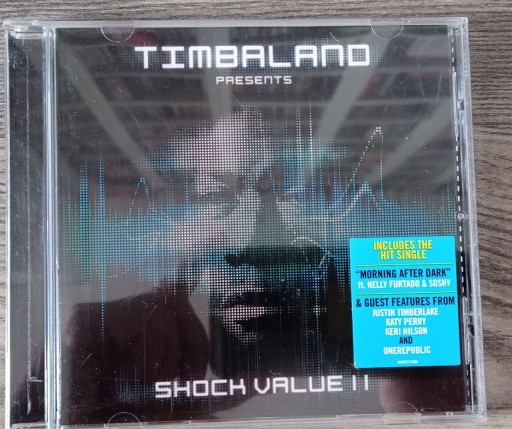 TIMBALAND
PRESENTS
INCLUDES THE
HIT SINGLE
"MORNING AFTER DARK"
ft. NELLY FURTADO & SOSHY
& GUEST FEATURES FROM
JUSTIN TIMBERLAKE
KATY PERRY
KERI HILSON
AND
ONEREPUBLIC
SHOCK VALUE II